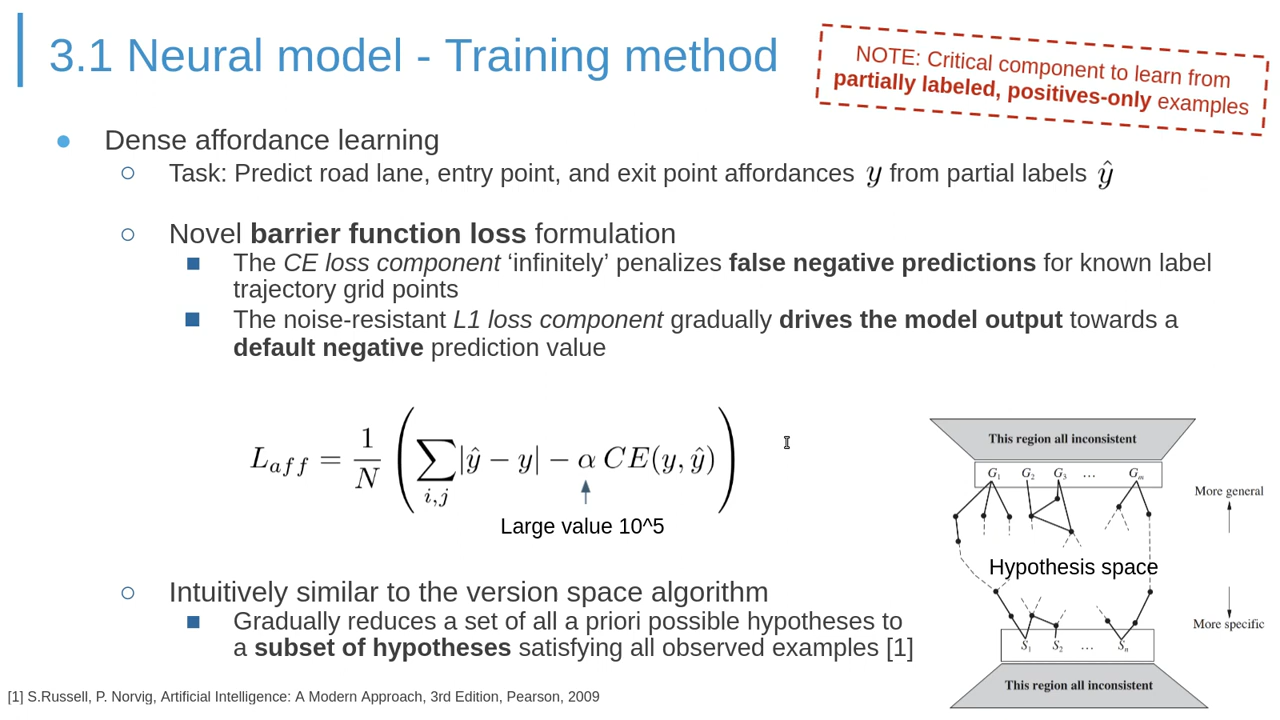 3.1 Neural model - Training method
NOTE: Critical component to learn from
partially labeled, positives-only examples
● Dense affordance learning
○ Task: Predict road lane, entry point, and exit point affordances y from partial labels ŷ
○ Novel barrier function loss formulation
■ The CE loss component ‘infinitely’ penalizes false negative predictions for known label
trajectory grid points
■ The noise-resistant L1 loss component gradually drives the model output towards a
default negative prediction value
L_{aff} = \frac{1}{N} \left( \sum_{i,j} |ŷ − y| − α CE(y, ŷ) \right)
Large value 10^5
○ Intuitively similar to the version space algorithm
■ Gradually reduces a set of all a priori possible hypotheses to
a subset of hypotheses satisfying all observed examples [1]
This region all inconsistent
G₁ G₂ G₃ … Gₘ
More general
Hypothesis space
More specific
S₁ S₂ … Sₙ
This region all inconsistent
[1] S.Russell, P. Norvig, Artificial Intelligence: A Modern Approach, 3rd Edition, Pearson, 2009